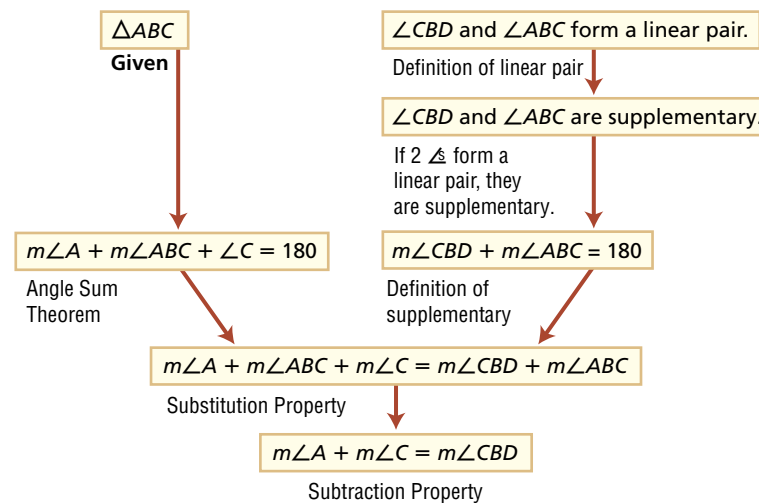 △ABC
Given
∠CBD and ∠ABC form a linear pair.
Definition of linear pair
∠CBD and ∠ABC are supplementary.
If 2 ∠s form a
linear pair, they
are supplementary.
m∠A + m∠ABC + ∠C = 180
Angle Sum
Theorem
m∠CBD + m∠ABC = 180
Definition of
supplementary
m∠A + m∠ABC + m∠C = m∠CBD + m∠ABC
Substitution Property
m∠A + m∠C = m∠CBD
Subtraction Property